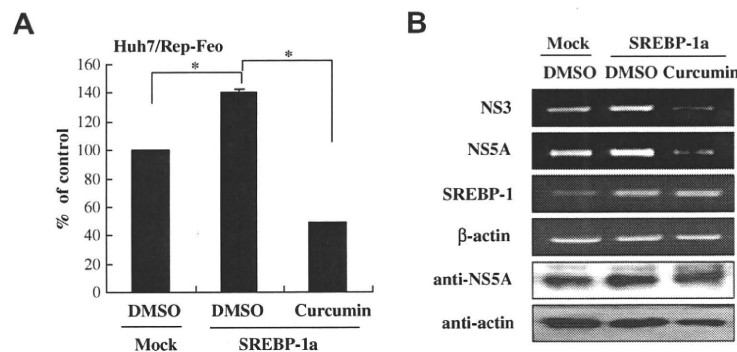 A
Huh7/Rep-Feo
% of control
160
140
120
100
80
60
40
20
0
*
*
DMSO
DMSO
Curcumin
Mock
SREBP-1a
B
Mock
SREBP-1a
DMSO
DMSO
Curcumin
NS3
NS5A
SREBP-1
β-actin
anti-NS5A
anti-actin